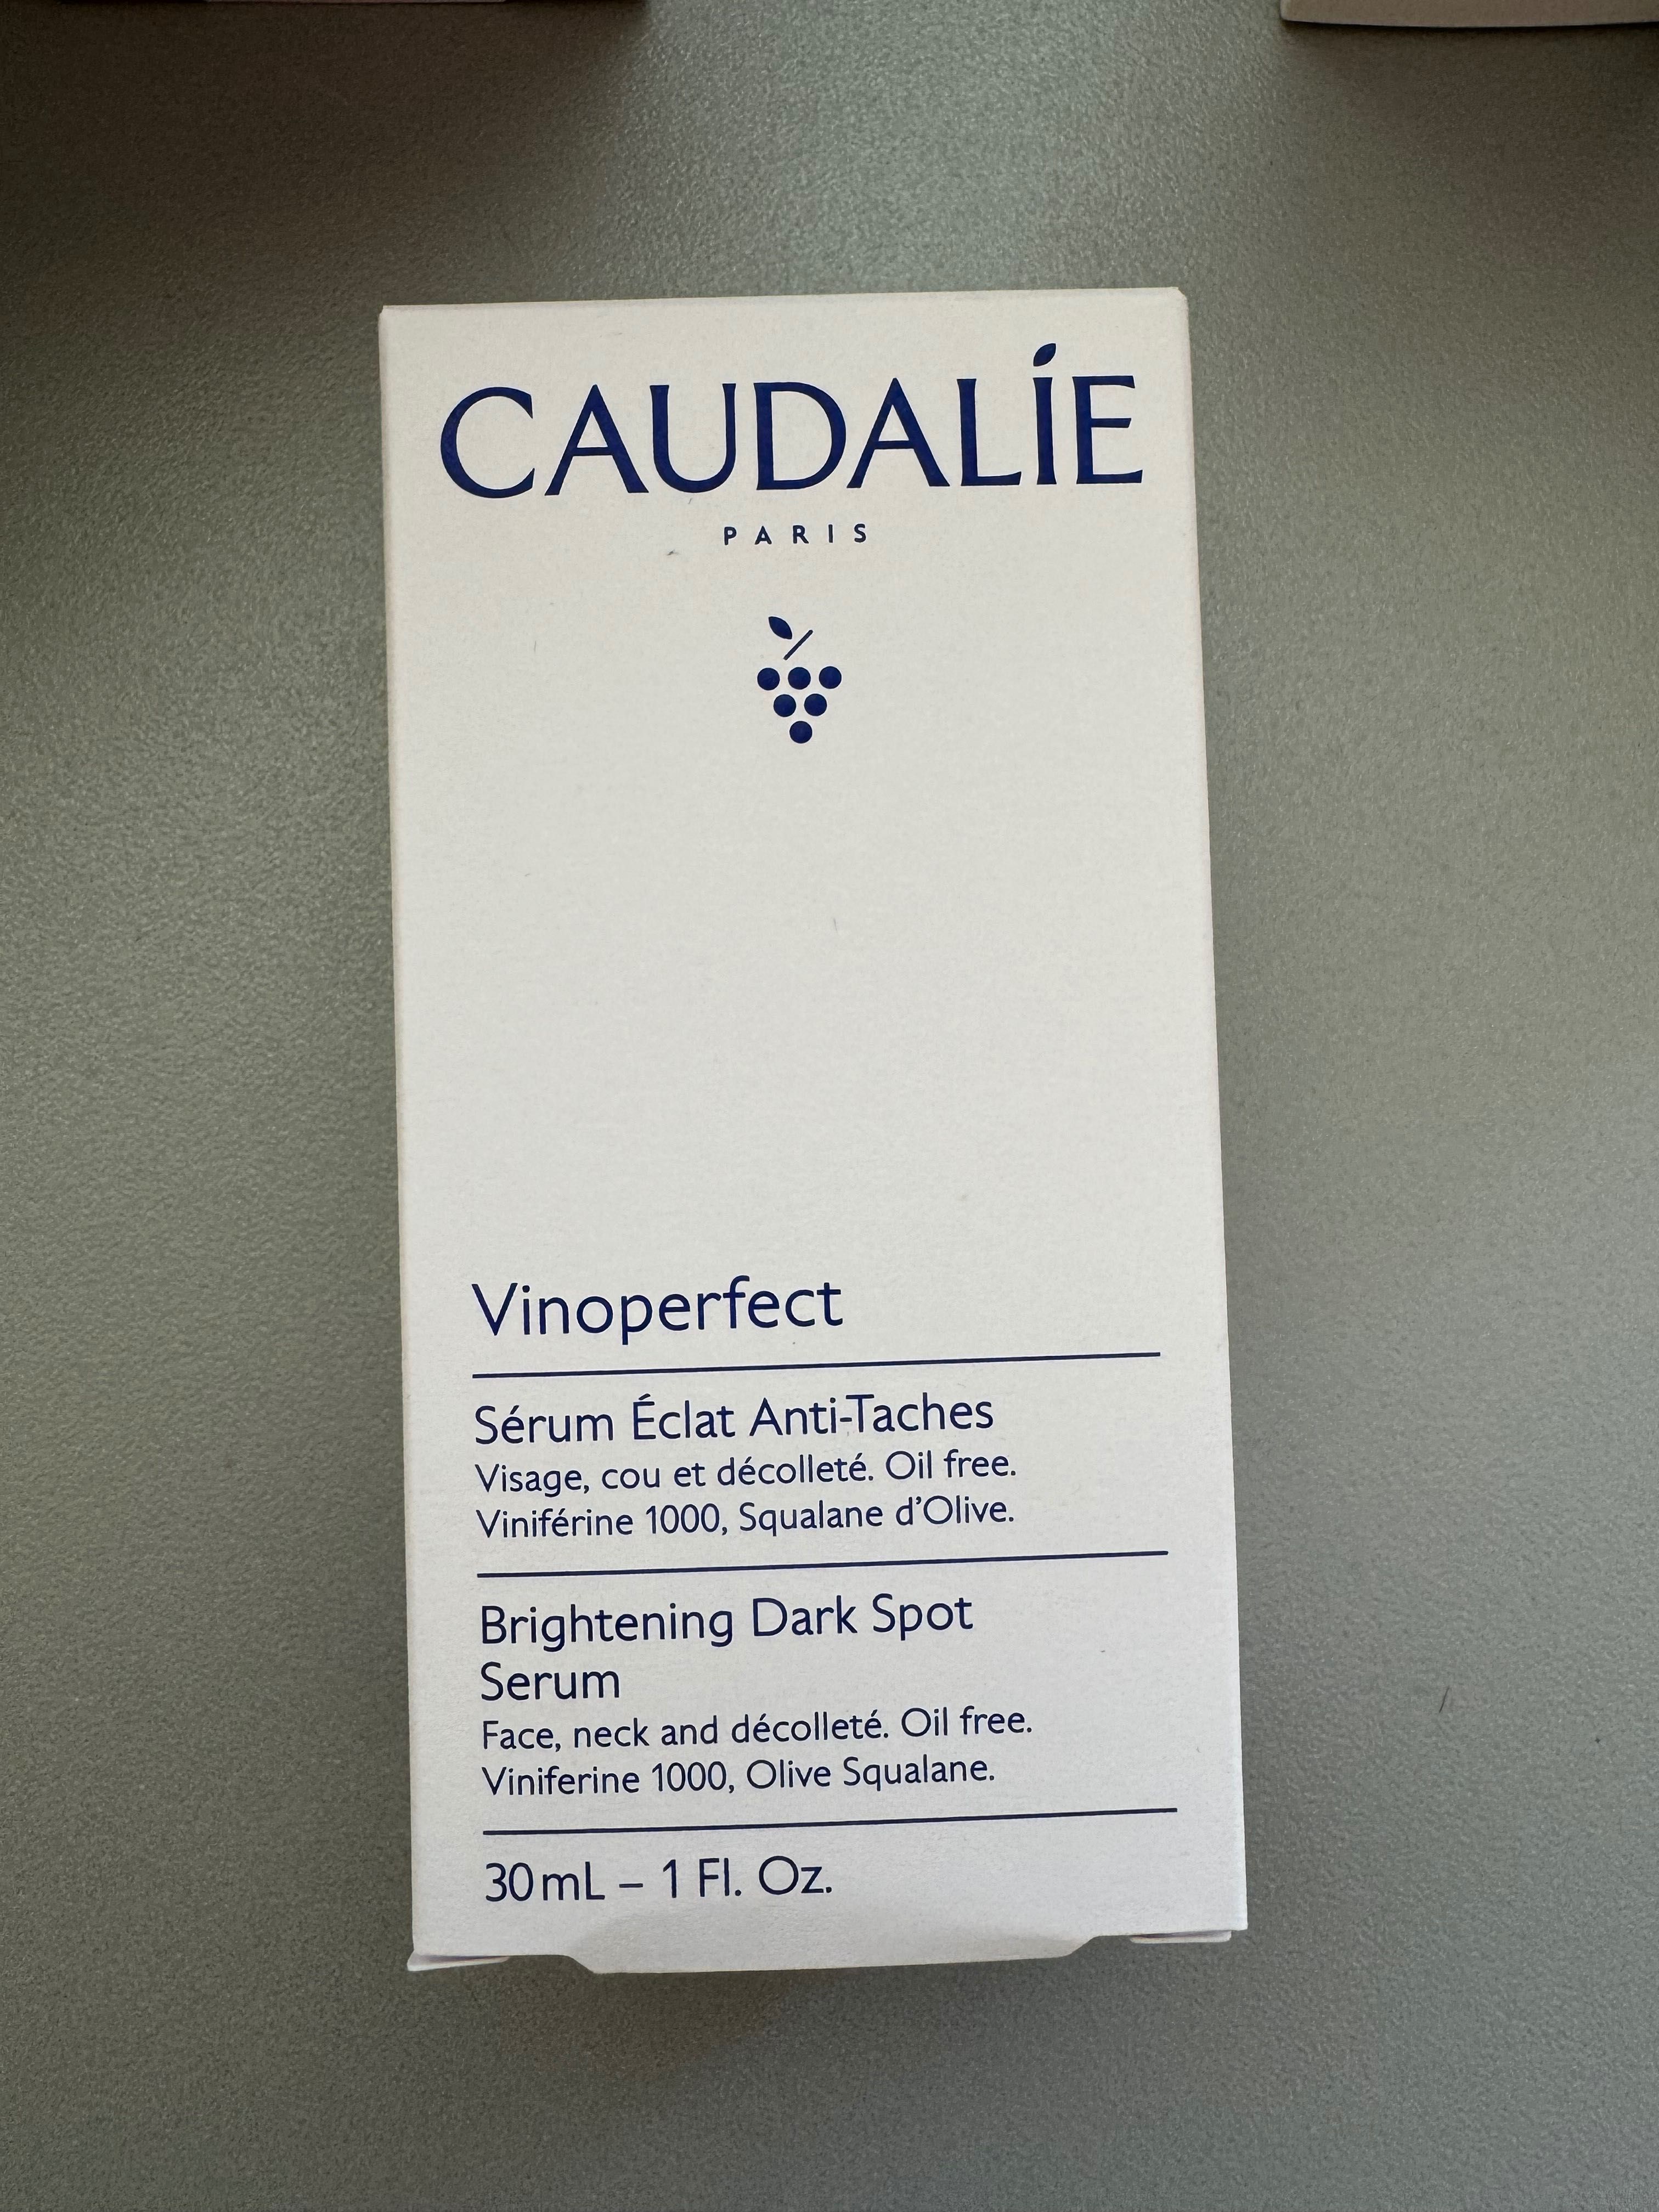 CAUDALÍE
PARIS
Vinoperfect
Sérum Éclat Anti-Taches
Visage, cou et décolleté. Oil free.
Viniférine 1000, Squalane d’Olive.
Brightening Dark Spot
Serum
Face, neck and décolleté. Oil free.
Viniferine 1000, Olive Squalane.
30mL – 1 Fl. Oz.